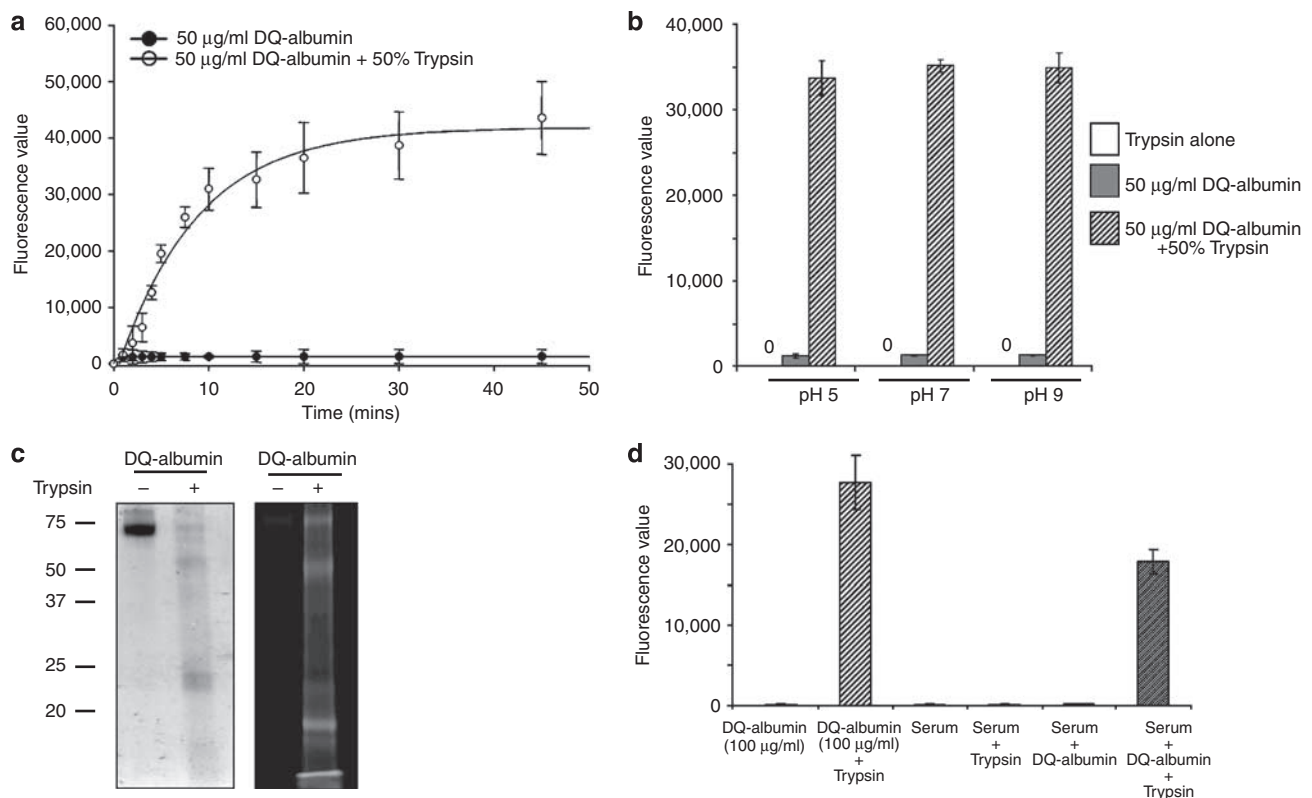 a
60,000
50,000
40,000
30,000
20,000
10,000
0
Fluorescence value
50 µg/ml DQ-albumin
50 µg/ml DQ-albumin + 50% Trypsin
0
10
20
30
40
50
Time (mins)
b
40,000
30,000
20,000
10,000
0
Fluorescence value
0
0
0
pH 5
pH 7
pH 9
Trypsin alone
50 µg/ml DQ-albumin
50 µg/ml DQ-albumin
+50% Trypsin
c
DQ-albumin
DQ-albumin
Trypsin
– +
– +
75
50
37
25
20
d
30,000
20,000
10,000
0
Fluorescence value
DQ-albumin
(100 µg/ml)
DQ-albumin
(100 µg/ml)
+
Trypsin
Serum
Serum
+
Trypsin
Serum
+
DQ-albumin
Serum
+
DQ-albumin
+
Trypsin